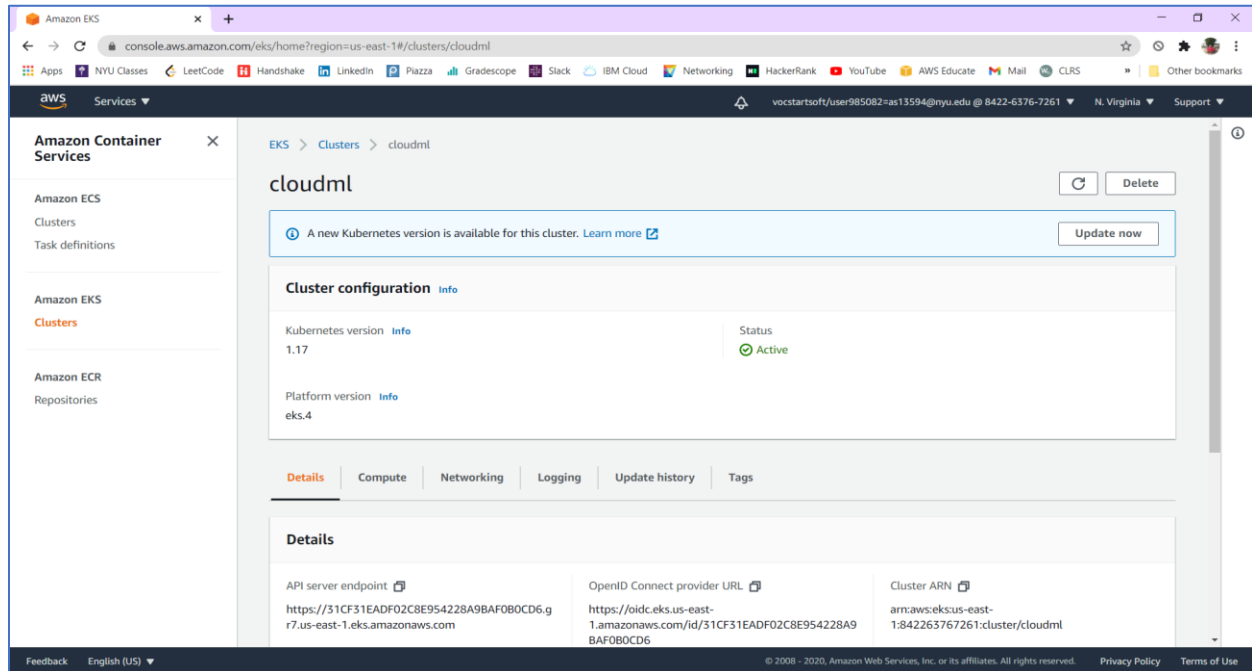 Amazon EKS
console.aws.amazon.com/eks/home?region=us-east-1#/clusters/cloudml
Apps NYU Classes LeetCode Handshake LinkedIn Piazza Gradescope Slack IBM Cloud Networking HackerRank YouTube AWS Educate Mail CLRS » Other bookmarks
aws Services ▼ vocstartsoft/user985082=as13594@nyu.edu @ 8422-6376-7261 ▼ N. Virginia ▼ Support ▼
Amazon Container
Services
Amazon ECS
Clusters
Task definitions
Amazon EKS
Clusters
Amazon ECR
Repositories
EKS > Clusters > cloudml
cloudml
Delete
A new Kubernetes version is available for this cluster. Learn more
Update now
Cluster configuration Info
Kubernetes version Info
1.17
Status
Active
Platform version Info
eks.4
Details Compute Networking Logging Update history Tags
Details
API server endpoint
https://31CF31EADF02C8E954228A9BAF0B0CD6.g
r7.us-east-1.eks.amazonaws.com
OpenID Connect provider URL
https://oidc.eks.us-east-
1.amazonaws.com/id/31CF31EADF02C8E954228A9
BAF0B0CD6
Cluster ARN
arn:aws:eks:us-east-
1:842263767261:cluster/cloudml
Feedback English (US) ▼ © 2008 - 2020, Amazon Web Services, Inc. or its affiliates. All rights reserved. Privacy Policy Terms of Use